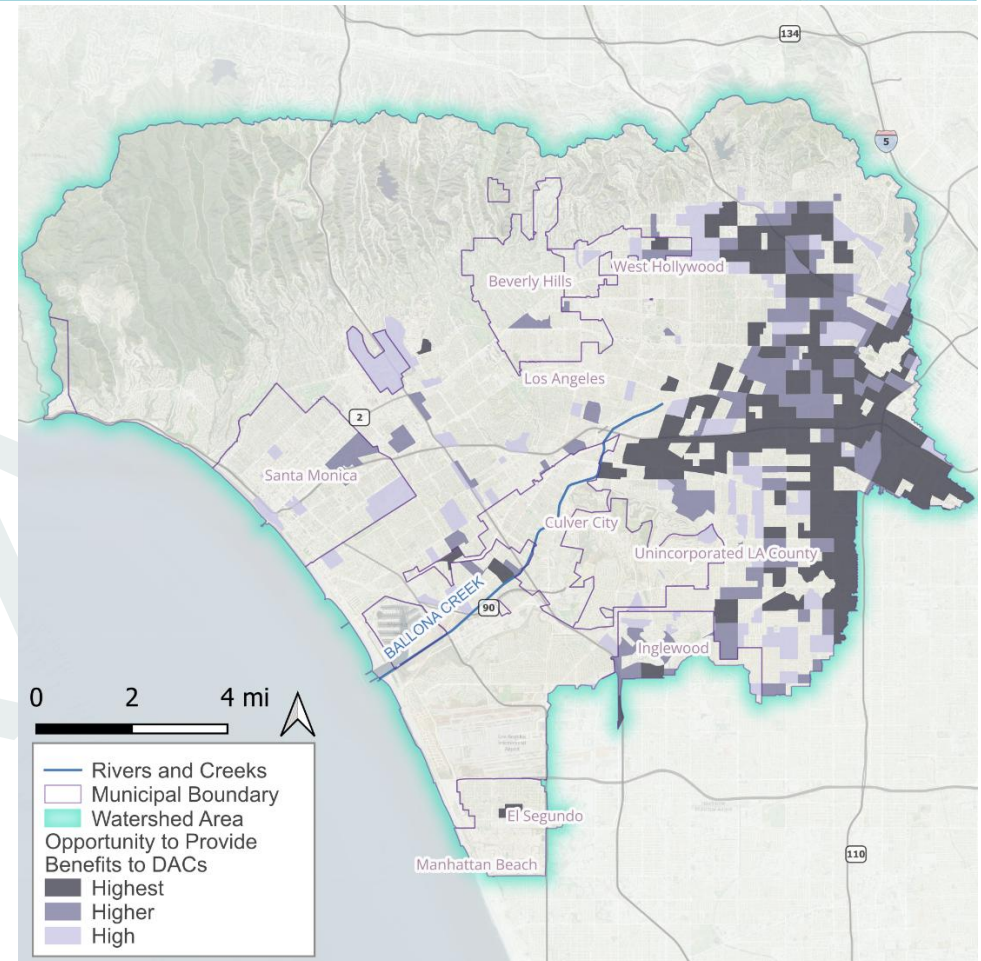 134
5
West Hollywood
Beverly Hills
Los Angeles
2
Santa Monica
Culver City
Unincorporated LA County
BALLONA CREEK
90
Inglewood
0 2 4 mi
El Segundo
Manhattan Beach
110
Rivers and Creeks
Municipal Boundary
Watershed Area
Opportunity to Provide
Benefits to DACs
Highest
Higher
High